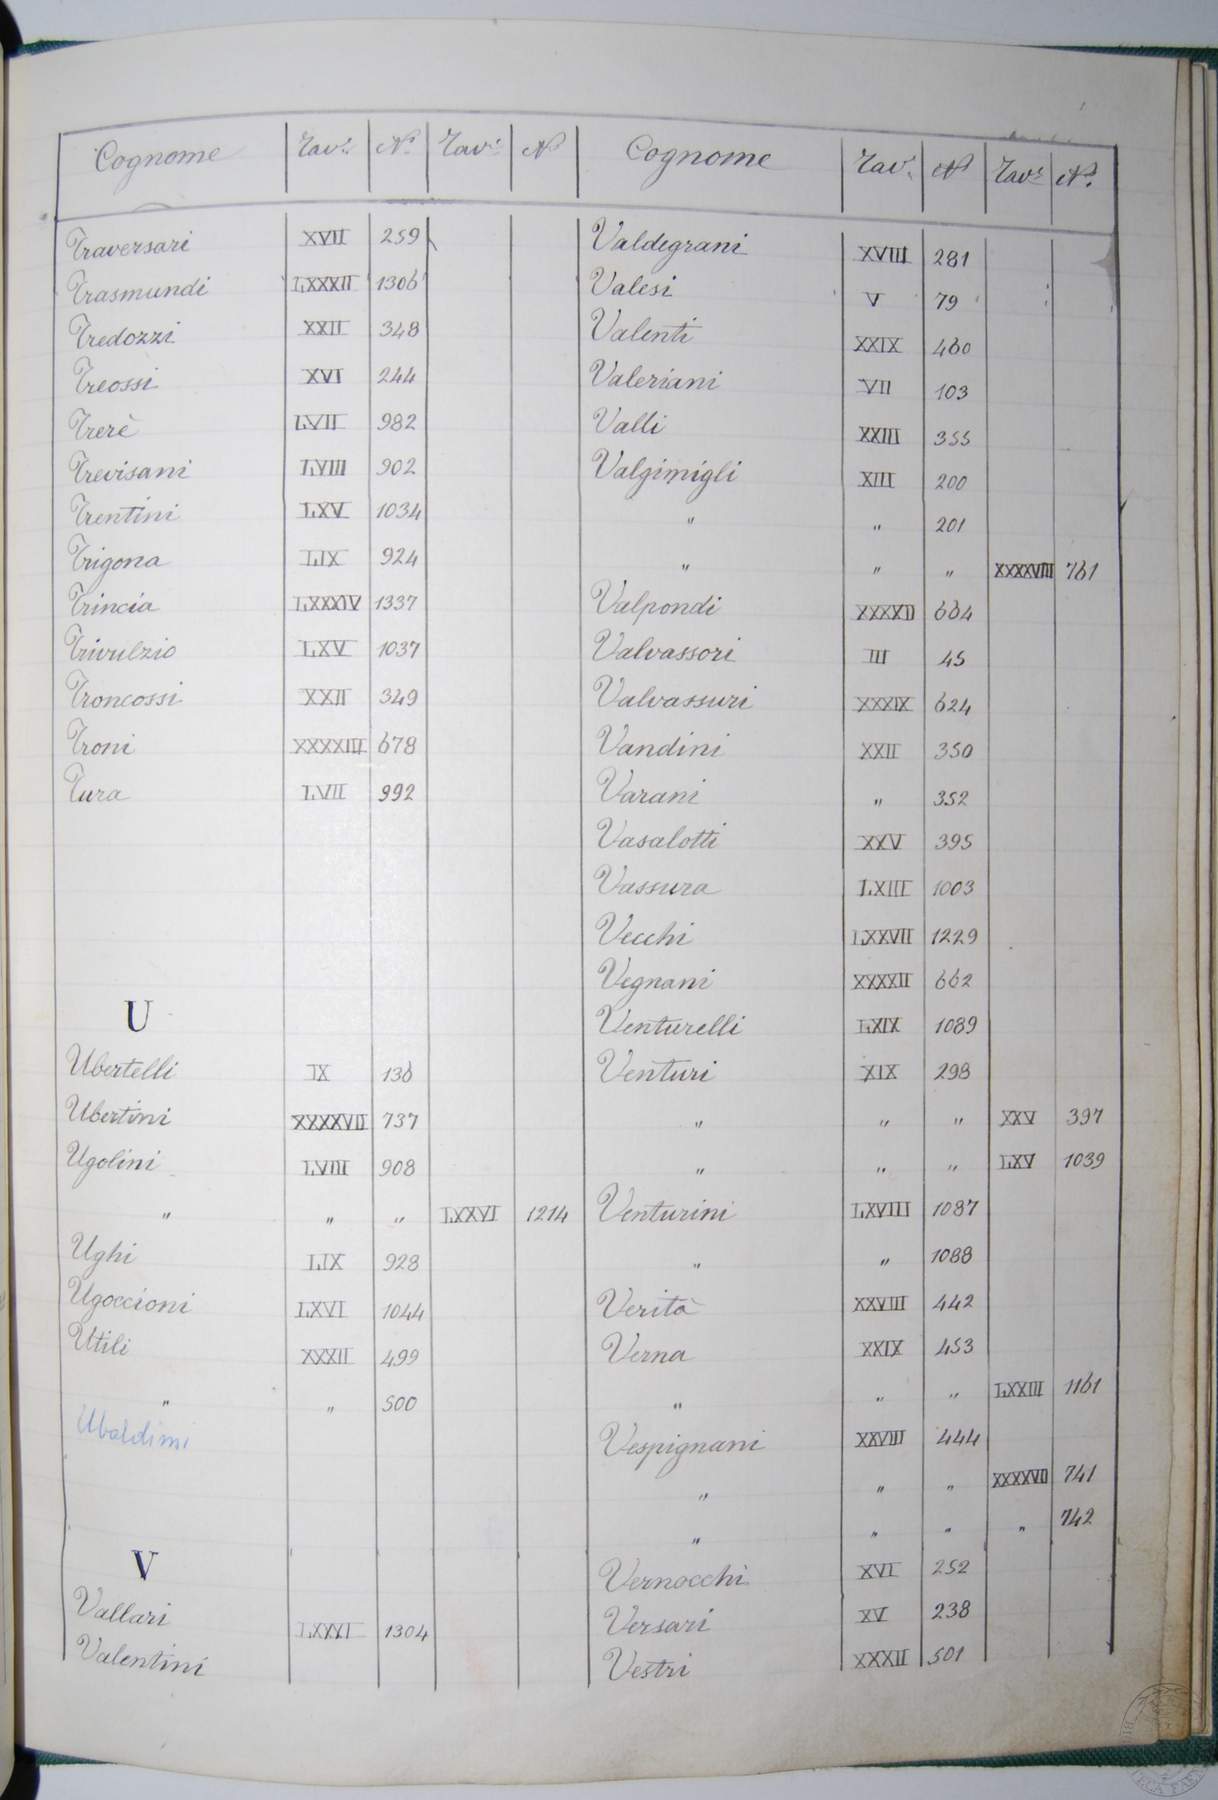 Cognome Tav. N. Tav. N.
Traversari XVII 259
Trasmundi LXXXII 1306
Tredozzi XXII 348
Treossi XVI 244
Trerè LVII 982
Trevisani LVIII 902
Trentini LXV 1034
Trigona LIX 924
Trincia LXXXIV 1337
Trivulzio LXV 1037
Troncossi XXII 349
Troni XXXXIII 678
Tura LVII 992
U
Ubertelli IX 136
Ubertini XXXXVII 737
Ugolini LVIII 908
" " " LXXVI 1214
Ughi LIX 928
Ugoccioni LXVI 1044
Utili XXXII 499
" " 500
Ubaldini
V
Vallari LXXXI 1304
Valentini
Cognome Tav. N. Tav. N.
Valdegrani XVIII 281
Valesi V 79
Valenti XXIX 460
Valeriani VII 103
Valli XXIII 355
Valgimigli XIII 200
" " 201
" " " XXXXVIII 761
Valpondi XXXXII 664
Valvassori III 45
Valvassuri XXXIX 624
Vandini XXII 350
Varani " 352
Vasalotti XXV 395
Vassura LXIII 1003
Vecchi LXXVII 1229
Vegnani XXXXII 662
Venturelli LXIX 1089
Venturi XIX 298
" " " XXV 397
" " " LXV 1039
Venturini LXVIII 1087
" " 1088
Verità XXVIII 442
Verna XXIX 453
" " " LXXIII 1161
Vespignani XXVIII 444
" " " XXXXVII 741
" " " " 742
Vernocchi XVI 252
Versari XV 238
Vestri XXXII 501